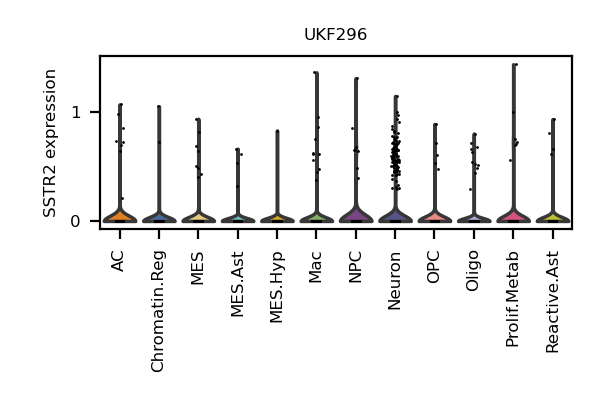 UKF296
SSTR2 expression
1
0
AC
Chromatin.Reg
MES
MES.Ast
MES.Hyp
Mac
NPC
Neuron
OPC
Oligo
Prolif.Metab
Reactive.Ast